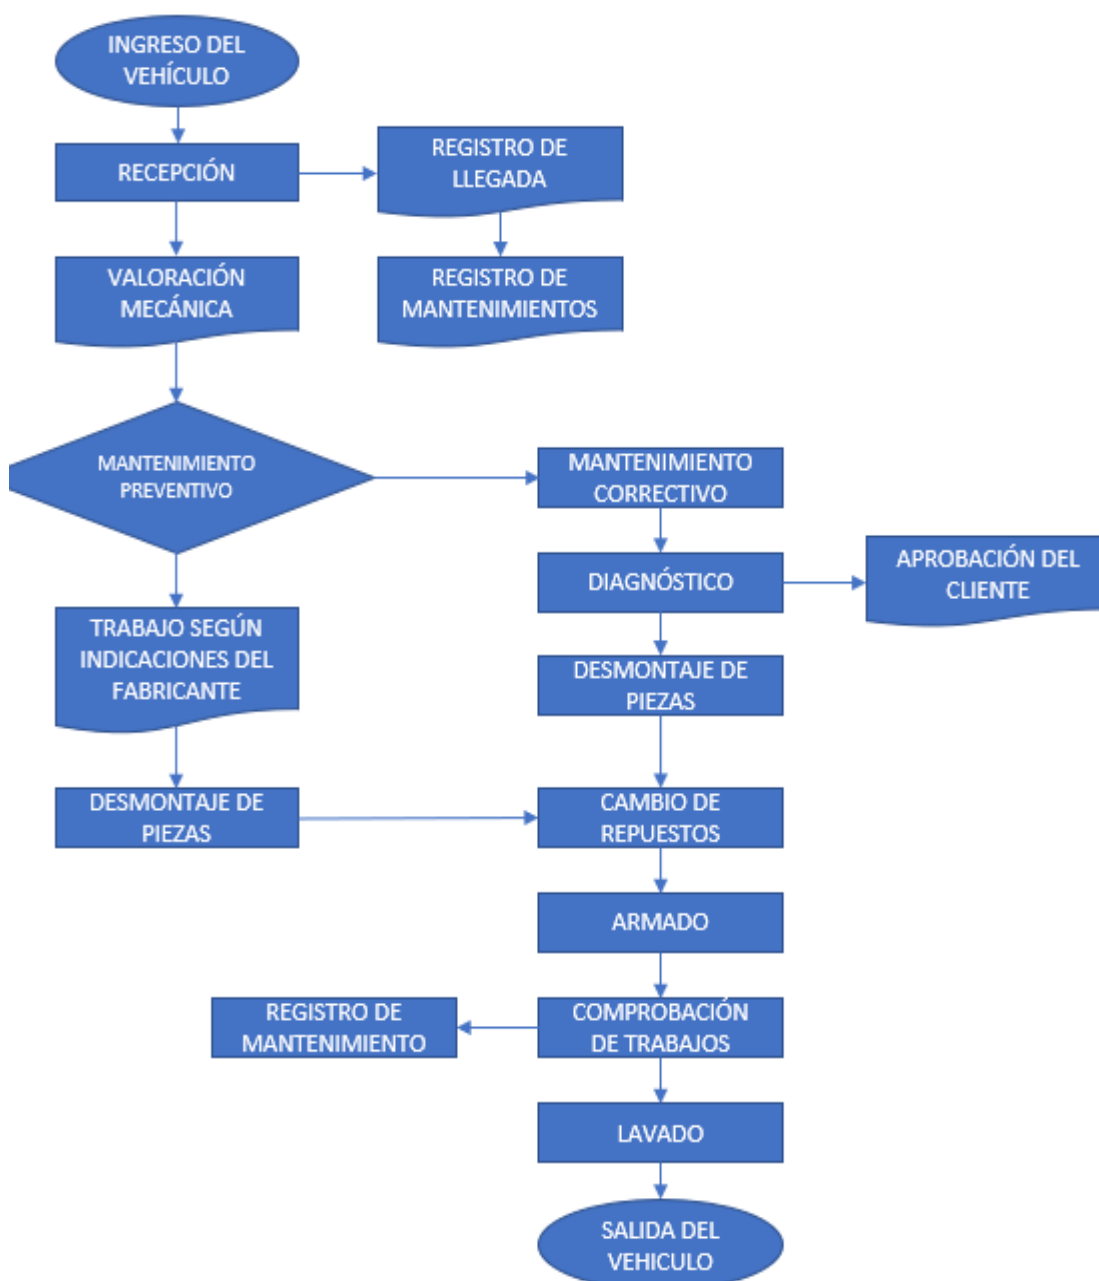 INGRESO DEL
VEHÍCULO
RECEPCIÓN
REGISTRO DE
LLEGADA
VALORACIÓN
MECÁNICA
REGISTRO DE
MANTENIMIENTOS
MANTENIMIENTO
PREVENTIVO
MANTENIMIENTO
CORRECTIVO
DIAGNÓSTICO
APROBACIÓN DEL
CLIENTE
TRABAJO SEGÚN
INDICACIONES DEL
FABRICANTE
DESMONTAJE DE
PIEZAS
DESMONTAJE DE
PIEZAS
CAMBIO DE
REPUESTOS
ARMADO
REGISTRO DE
MANTENIMIENTO
COMPROBACIÓN
DE TRABAJOS
LAVADO
SALIDA DEL
VEHICULO